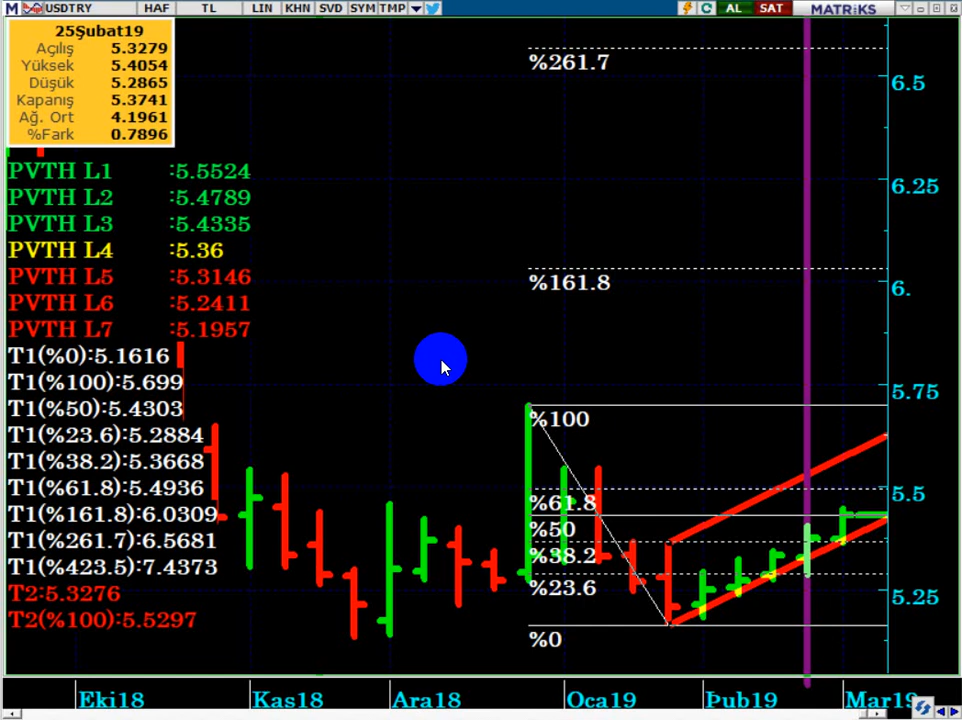 M USDTRY HAF TL LIN KHN SVD SYM TMP C AL SAT MATRiKS
25Şubat19
Açılış 5.3279
Yüksek 5.4054
Düşük 5.2865
Kapanış 5.3741
Ağ. Ort 4.1961
%Fark 0.7896
PVTH L1 :5.5524
PVTH L2 :5.4789
PVTH L3 :5.4335
PVTH L4 :5.36
PVTH L5 :5.3146
PVTH L6 :5.2411
PVTH L7 :5.1957
T1(%0):5.1616
T1(%100):5.699
T1(%50):5.4303
T1(%23.6):5.2884
T1(%38.2):5.3668
T1(%61.8):5.4936
T1(%161.8):6.0309
T1(%261.7):6.5681
T1(%423.5):7.4373
T2:5.3276
T2(%100):5.5297
%261.7
%161.8
%100
%61.8
%50
%38.2
%23.6
%0
6.5
6.25
6.
5.75
5.5
5.25
Eki18 Kas18 Ara18 Oca19 Þub19 Mar19